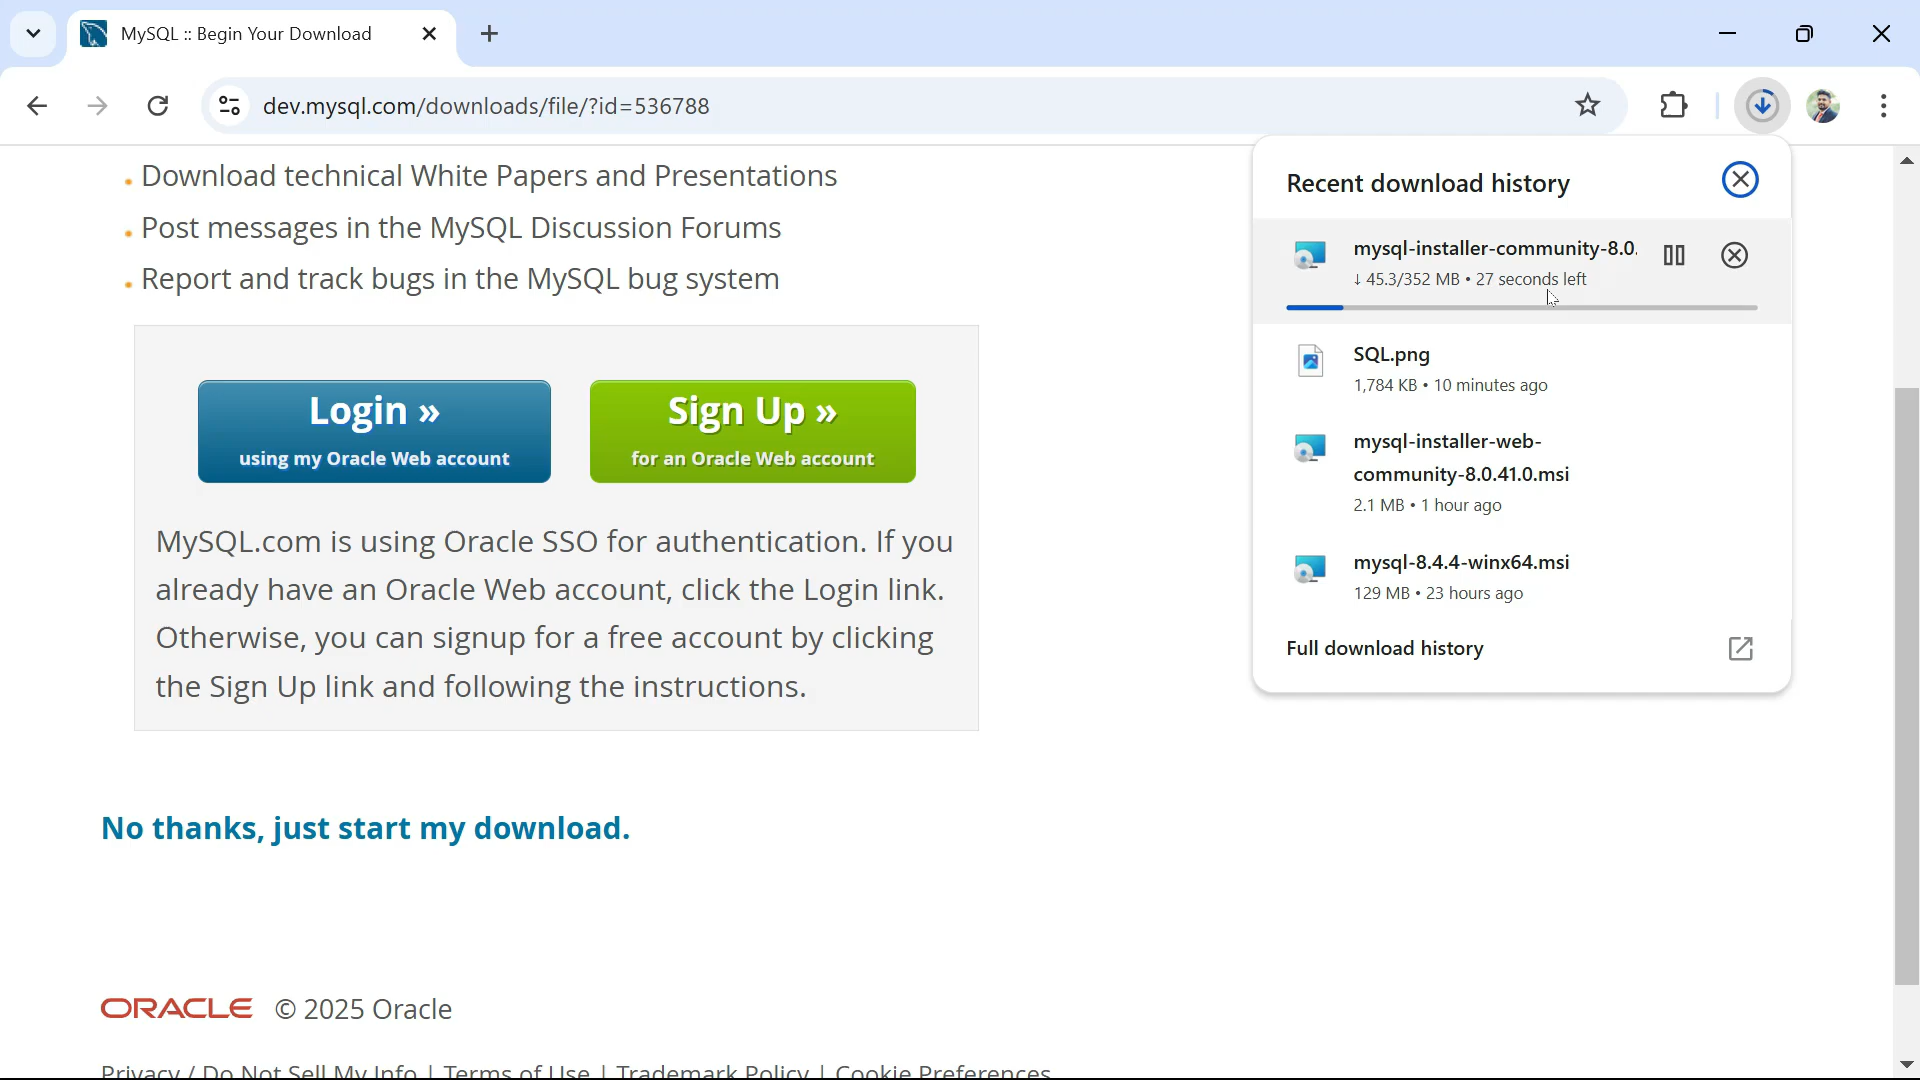 MySQL :: Begin Your Download
dev.mysql.com/downloads/file/?id=536788
Download technical White Papers and Presentations
Post messages in the MySQL Discussion Forums
Report and track bugs in the MySQL bug system
Login »
using my Oracle Web account
Sign Up »
for an Oracle Web account
MySQL.com is using Oracle SSO for authentication. If you
already have an Oracle Web account, click the Login link.
Otherwise, you can signup for a free account by clicking
the Sign Up link and following the instructions.
No thanks, just start my download.
ORACLE © 2025 Oracle
Privacy / Do Not Sell My Info | Terms of Use | Trademark Policy | Cookie Preferences
Recent download history
mysql-installer-community-8.0.
↓ 45.3/352 MB • 27 seconds left
SQL.png
1,784 KB • 10 minutes ago
mysql-installer-web-
community-8.0.41.0.msi
2.1 MB • 1 hour ago
mysql-8.4.4-winx64.msi
129 MB • 23 hours ago
Full download history